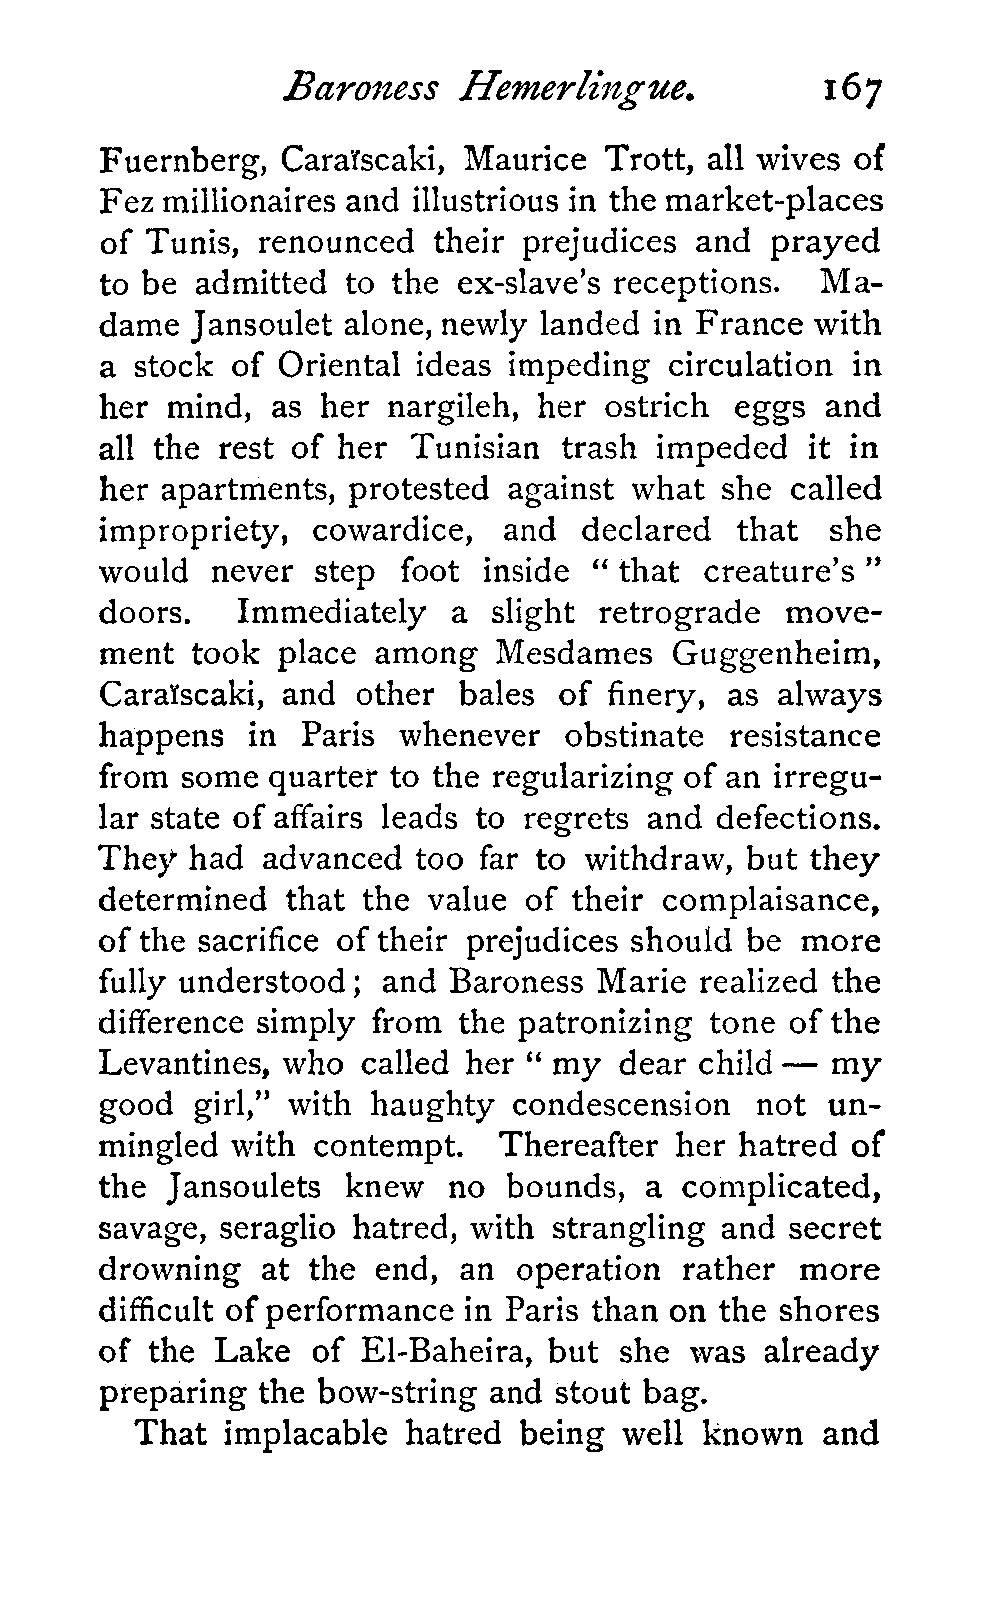 Baroness Hemerlingue. 167
Fuernberg, Caraïscaki, Maurice Trott, all wives of
Fez millionaires and illustrious in the market-places
of Tunis, renounced their prejudices and prayed
to be admitted to the ex-slave's receptions. Ma-
dame Jansoulet alone, newly landed in France with
a stock of Oriental ideas impeding circulation in
her mind, as her nargileh, her ostrich eggs and
all the rest of her Tunisian trash impeded it in
her apartments, protested against what she called
impropriety, cowardice, and declared that she
would never step foot inside “ that creature's ”
doors. Immediately a slight retrograde move-
ment took place among Mesdames Guggenheim,
Caraïscaki, and other bales of finery, as always
happens in Paris whenever obstinate resistance
from some quarter to the regularizing of an irregu-
lar state of affairs leads to regrets and defections.
They had advanced too far to withdraw, but they
determined that the value of their complaisance,
of the sacrifice of their prejudices should be more
fully understood; and Baroness Marie realized the
difference simply from the patronizing tone of the
Levantines, who called her “ my dear child — my
good girl,” with haughty condescension not un-
mingled with contempt. Thereafter her hatred of
the Jansoulets knew no bounds, a complicated,
savage, seraglio hatred, with strangling and secret
drowning at the end, an operation rather more
difficult of performance in Paris than on the shores
of the Lake of El-Baheira, but she was already
preparing the bow-string and stout bag.
That implacable hatred being well known and